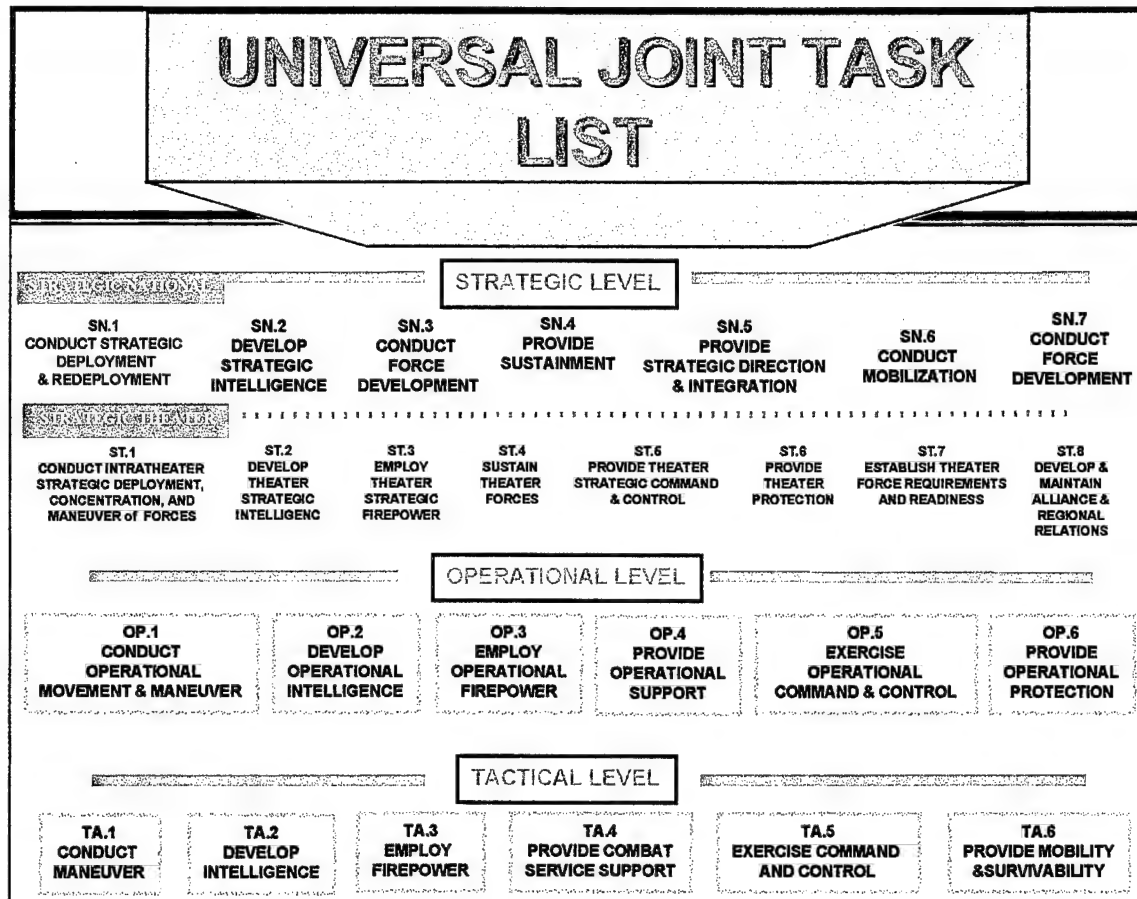 UNIVERSAL JOINT TASK
LIST
STRATEGIC LEVEL
STRATEGIC NATIONAL
SN.1
CONDUCT STRATEGIC
DEPLOYMENT
& REDEPLOYMENT
SN.2
DEVELOP
STRATEGIC
INTELLIGENCE
SN.3
CONDUCT
FORCE
DEVELOPMENT
SN.4
PROVIDE
SUSTAINMENT
SN.5
PROVIDE
STRATEGIC DIRECTION
& INTEGRATION
SN.6
CONDUCT
MOBILIZATION
SN.7
CONDUCT
FORCE
DEVELOPMENT
STRATEGIC THEATER
ST.1
CONDUCT INTRATHEATER
STRATEGIC DEPLOYMENT,
CONCENTRATION, AND
MANEUVER of FORCES
ST.2
DEVELOP
THEATER
STRATEGIC
INTELLIGENC
ST.3
EMPLOY
THEATER
STRATEGIC
FIREPOWER
ST.4
SUSTAIN
THEATER
FORCES
ST.5
PROVIDE THEATER
STRATEGIC COMMAND
& CONTROL
ST.6
PROVIDE
THEATER
PROTECTION
ST.7
ESTABLISH THEATER
FORCE REQUIREMENTS
AND READINESS
ST.8
DEVELOP &
MAINTAIN
ALLIANCE &
REGIONAL
RELATIONS
OPERATIONAL LEVEL
OP.1
CONDUCT
OPERATIONAL
MOVEMENT & MANEUVER
OP.2
DEVELOP
OPERATIONAL
INTELLIGENCE
OP.3
EMPLOY
OPERATIONAL
FIREPOWER
OP.4
PROVIDE
OPERATIONAL
SUPPORT
OP.5
EXERCISE
OPERATIONAL
COMMAND & CONTROL
OP.6
PROVIDE
OPERATIONAL
PROTECTION
TACTICAL LEVEL
TA.1
CONDUCT
MANEUVER
TA.2
DEVELOP
INTELLIGENCE
TA.3
EMPLOY
FIREPOWER
TA.4
PROVIDE COMBAT
SERVICE SUPPORT
TA.5
EXERCISE COMMAND
AND CONTROL
TA.6
PROVIDE MOBILITY
&SURVIVABILITY